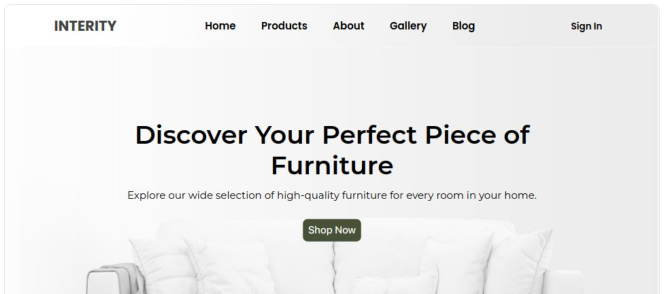 INTERITY
Home Products About Gallery Blog
Sign In
Discover Your Perfect Piece of
Furniture
Explore our wide selection of high-quality furniture for every room in your home.
Shop Now